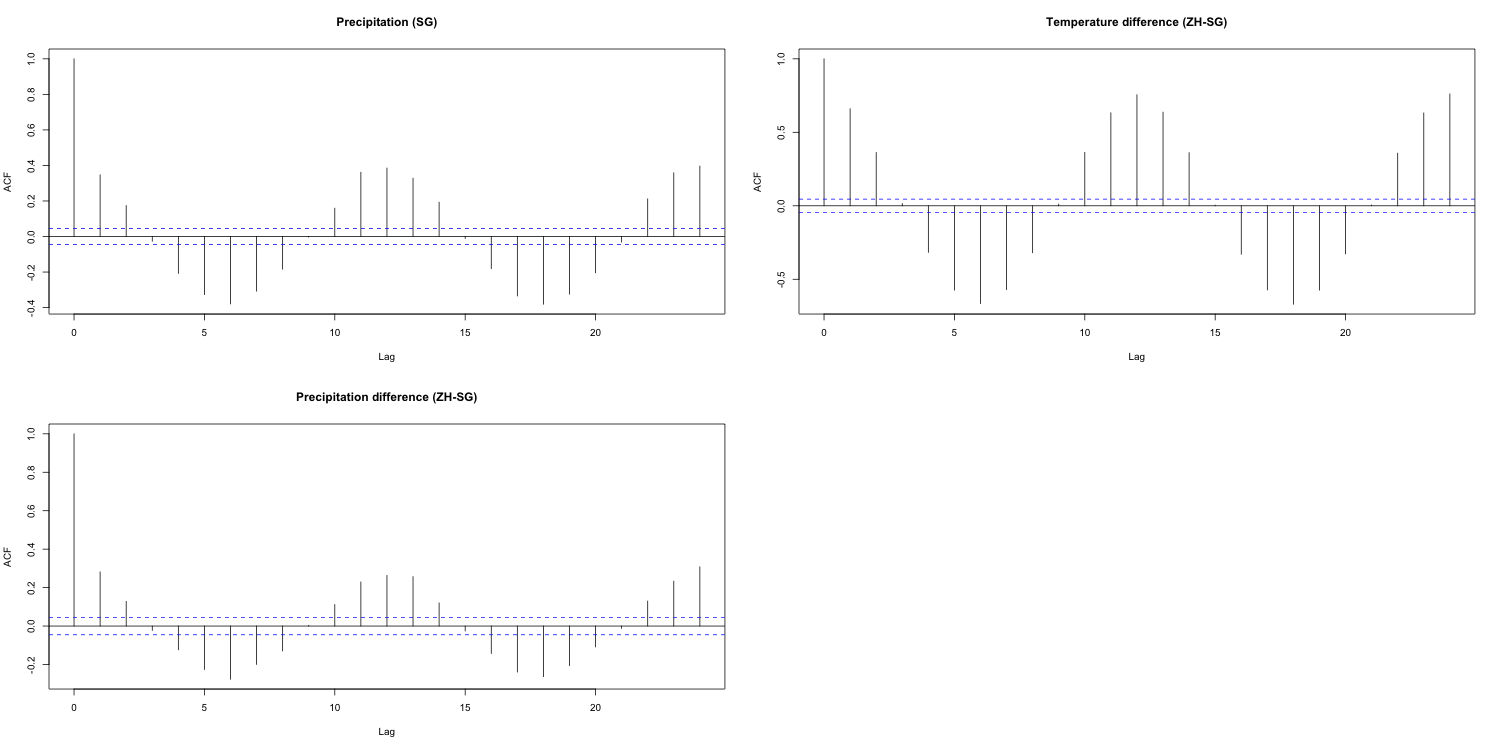 Precipitation (SG)
ACF
1.0
0.8
0.6
0.4
0.2
0.0
-0.2
-0.4
0 5 10 15 20
Lag
Temperature difference (ZH-SG)
ACF
1.0
0.5
0.0
-0.5
0 5 10 15 20
Lag
Precipitation difference (ZH-SG)
ACF
1.0
0.8
0.6
0.4
0.2
0.0
-0.2
0 5 10 15 20
Lag